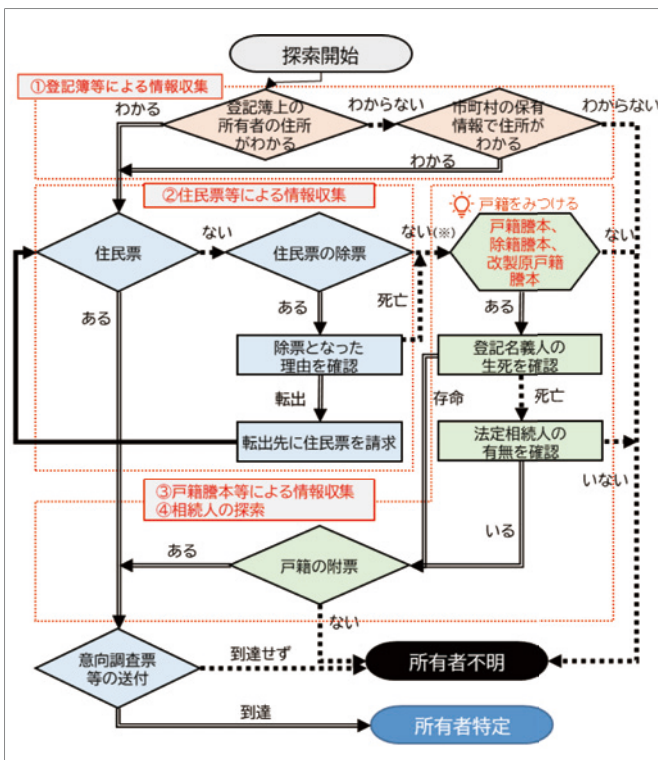 探索開始
①登記簿等による情報収集
わかる
登記簿上の
所有者の住所
がわかる
わからない
市町村の保有
情報で住所が
わかる
わからない
わかる
②住民票等による情報収集
戸籍をみつける
住民票
ない
住民票の除票
ない(※)
戸籍謄本、
除籍謄本、
改製原戸籍
謄本
ない
ある
ある
死亡
ある
除票となった
理由を確認
登記名義人の
生死を確認
転出
存命
死亡
転出先に住民票を請求
法定相続人の
有無を確認
いない
③戸籍謄本等による情報収集
④相続人の探索
いる
ある
戸籍の附票
ない
意向調査票
等の送付
到達せず
所有者不明
到達
所有者特定